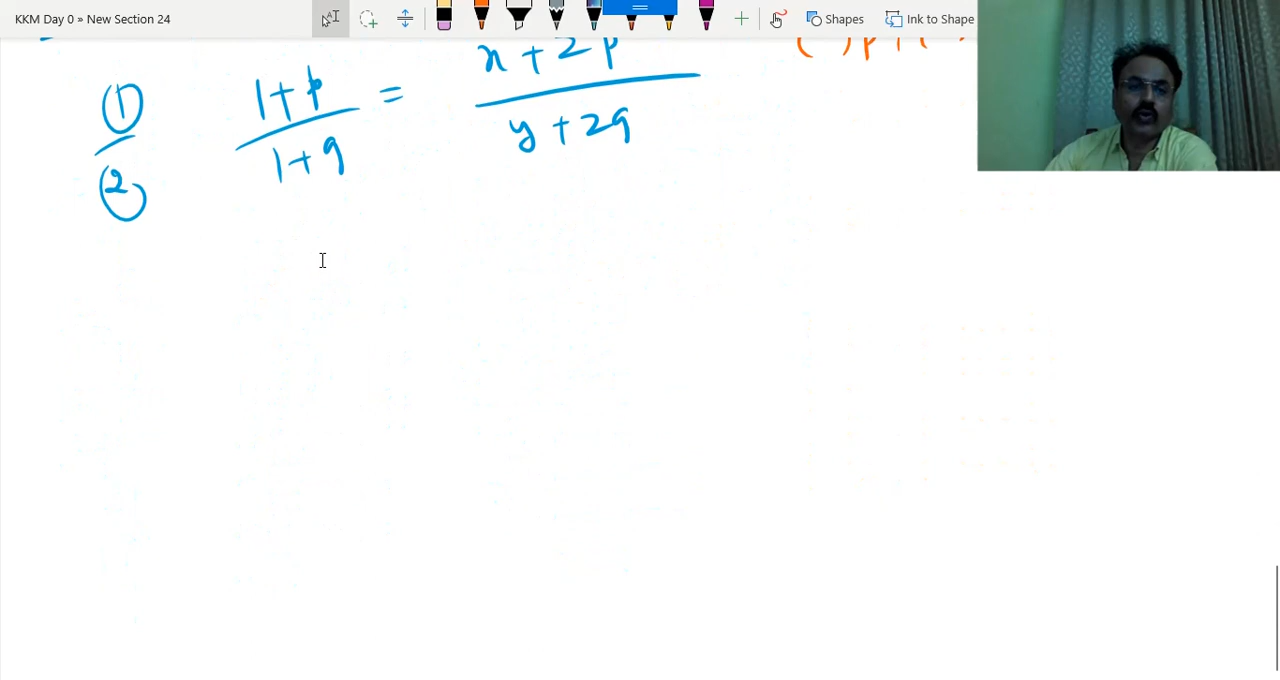 KKM Day 0 » New Section 24
Shapes
Ink to Shape
① / ② (1+p)/(1+q) = (x+2p)/(y+2q)